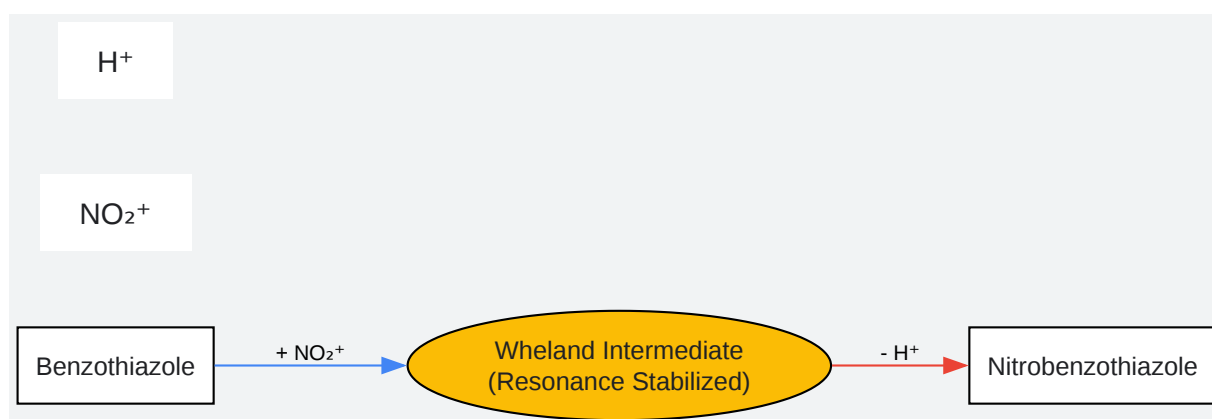 H⁺
NO₂⁺
Benzothiazole
+ NO₂⁺
Wheland Intermediate
(Resonance Stabilized)
- H⁺
Nitrobenzothiazole